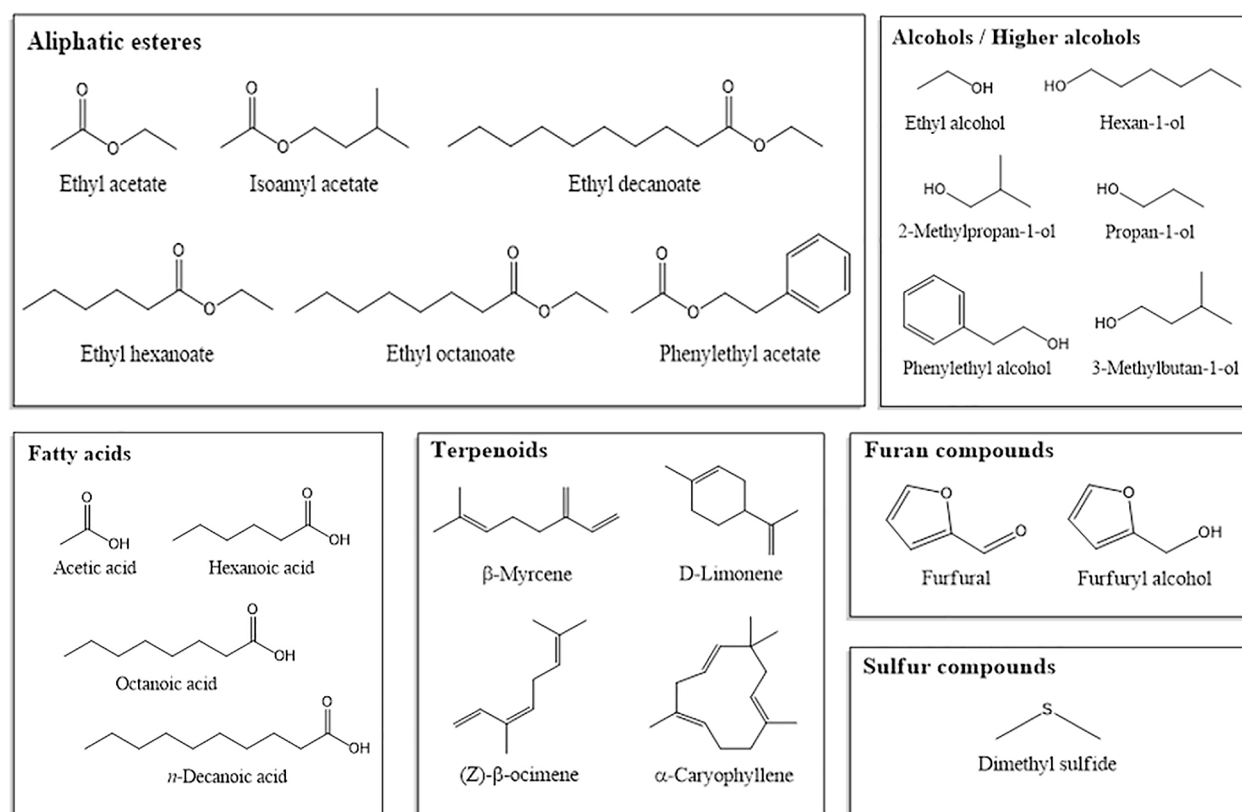 Aliphatic esteres
O
O
Ethyl acetate
O
O
Isoamyl acetate
O
O
Ethyl decanoate
O
O
Ethyl hexanoate
O
O
Ethyl octanoate
O
O
Phenylethyl acetate
Alcohols / Higher alcohols
OH
Ethyl alcohol
HO
Hexan-1-ol
HO
2-Methylpropan-1-ol
HO
Propan-1-ol
OH
Phenylethyl alcohol
HO
3-Methylbutan-1-ol
Fatty acids
O
OH
Acetic acid
O
OH
Hexanoic acid
O
OH
Octanoic acid
O
OH
n-Decanoic acid
Terpenoids
β-Myrcene
D-Limonene
(Z)-β-ocimene
α-Caryophyllene
Furan compounds
O
O
Furfural
O
OH
Furfuryl alcohol
Sulfur compounds
S
Dimethyl sulfide